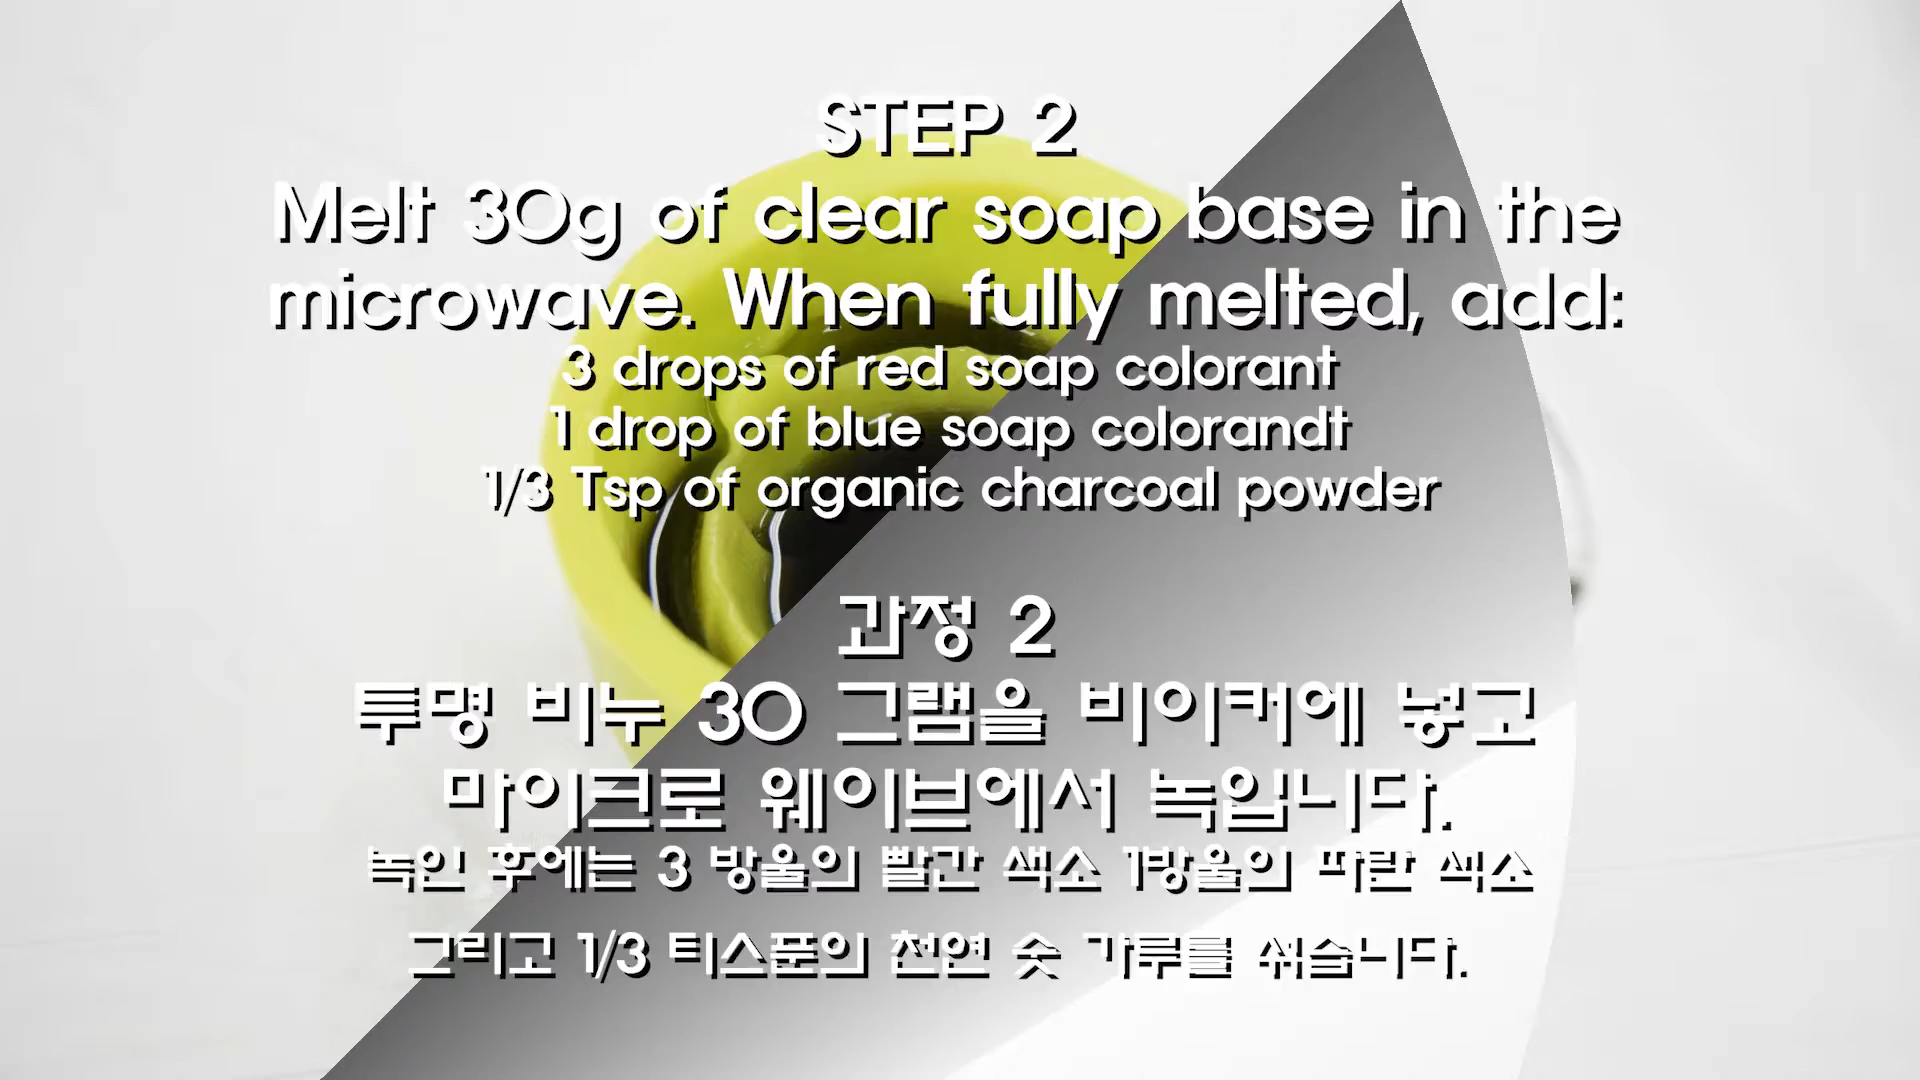 STEP 2
Melt 30g of clear soap base in the
microwave. When fully melted, add:
3 drops of red soap colorant
1 drop of blue soap colorandt
1/3 Tsp of organic charcoal powder
과정 2
투명 비누 30 그램을 비이커에 넣고
마이크로 웨이브에서 녹입니다.
녹인 후에는 3 방울의 빨간 색소 1방울의 파란 색소
그리고 1/3 티스푼의 천연 숯 가루를 섞습니다.